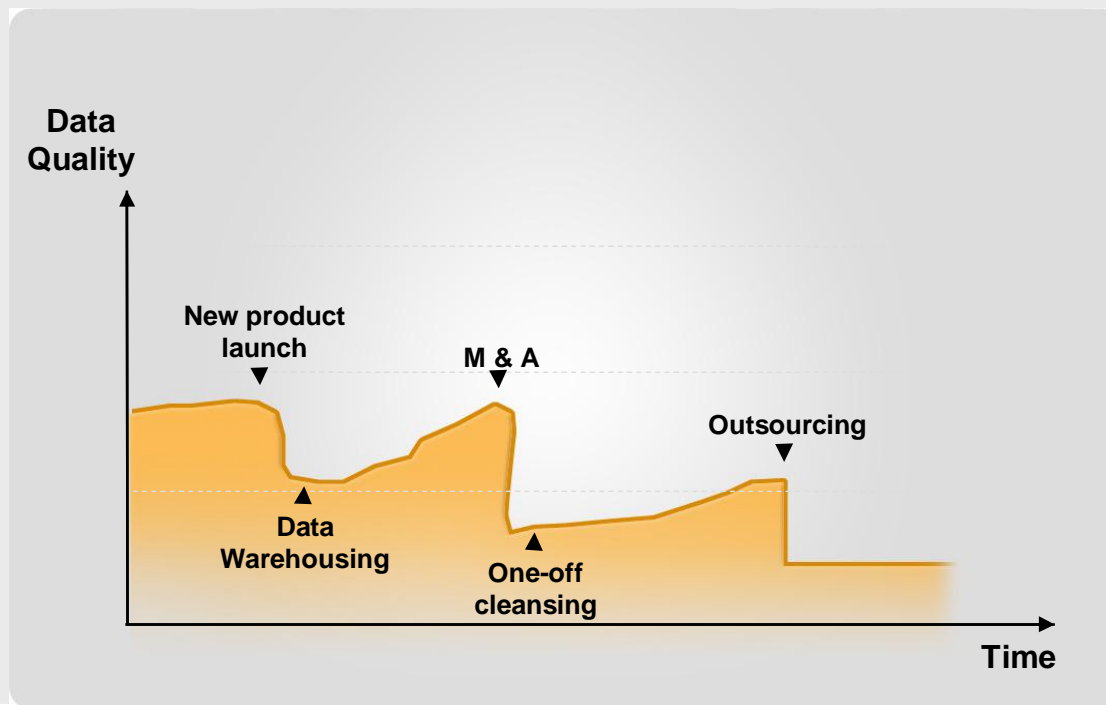 Data
Quality
New product
launch
M & A
Outsourcing
Data
Warehousing
One-off
cleansing
Time